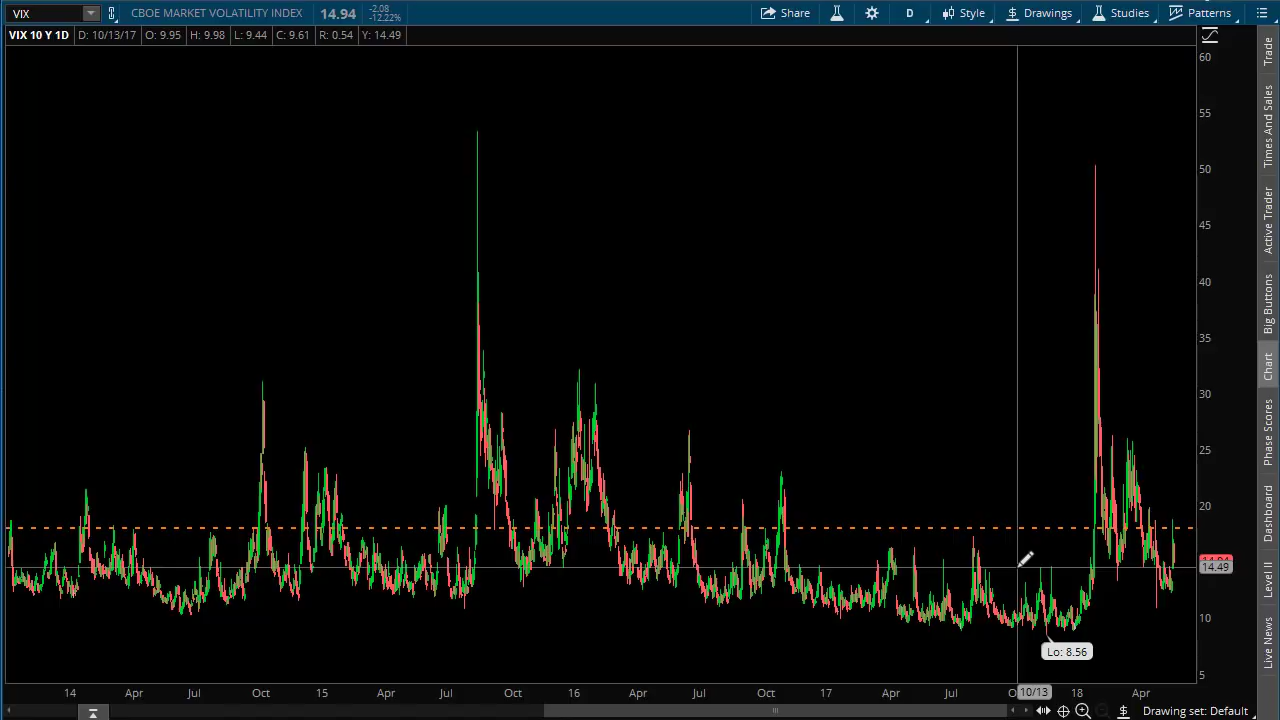 VIX CBOE MARKET VOLATILITY INDEX 14.94 -2.08 -12.22% Share D Style Drawings Studies Patterns
VIX 10 Y 1D D: 10/13/17 O: 9.95 H: 9.98 L: 9.44 C: 9.61 R: 0.54 Y: 14.49
60
55
50
45
40
35
30
25
20
14.94
14.49
10
5
Lo: 8.56
14 Apr Jul Oct 15 Apr Jul Oct 16 Apr Jul Oct 17 Apr Jul 10/13 18 Apr
Drawing set: Default
Trade
Times And Sales
Active Trader
Big Buttons
Chart
Phase Scores
Dashboard
Level II
Live News